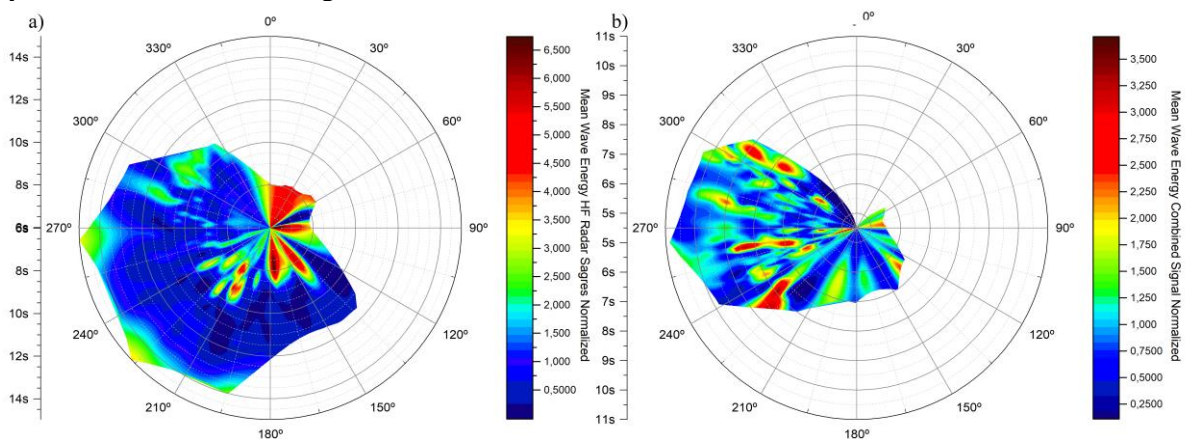 a)
0º
30º
60º
90º
120º
150º
180º
210º
240º
270º
300º
330º
14s
12s
10s
8s
6s
8s
10s
12s
14s
6,500
6,000
5,500
5,000
4,500
4,000
3,500
3,000
2,500
2,000
1,500
1,000
0,5000
Mean Wave Energy HF Radar Sagres Normalized
b)
0º
30º
60º
90º
120º
150º
180º
210º
240º
270º
300º
330º
11s
10s
9s
8s
7s
6s
5s
5s
6s
7s
8s
9s
10s
11s
3,500
3,250
3,000
2,750
2,500
2,250
2,000
1,750
1,500
1,250
1,000
0,7500
0,5000
0,2500
Mean Wave Energy Combined Signal Normalized